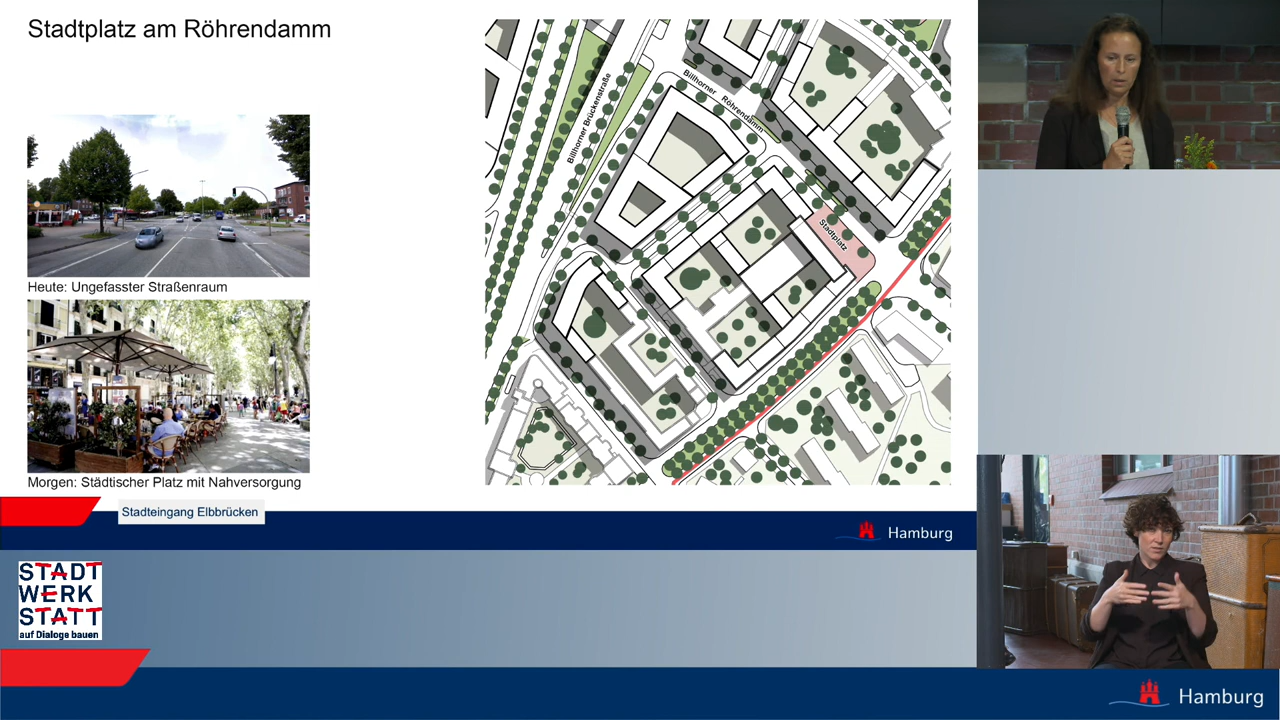 Stadtplatz am Röhrendamm
Billhorner Brückenstraße
Billhorner Röhrendamm
Stadtplatz
Heute: Ungefasster Straßenraum
Morgen: Städtischer Platz mit Nahversorgung
Stadteingang Elbbrücken
Hamburg
STADT
WERK
STATT
auf Dialoge bauen
Hamburg